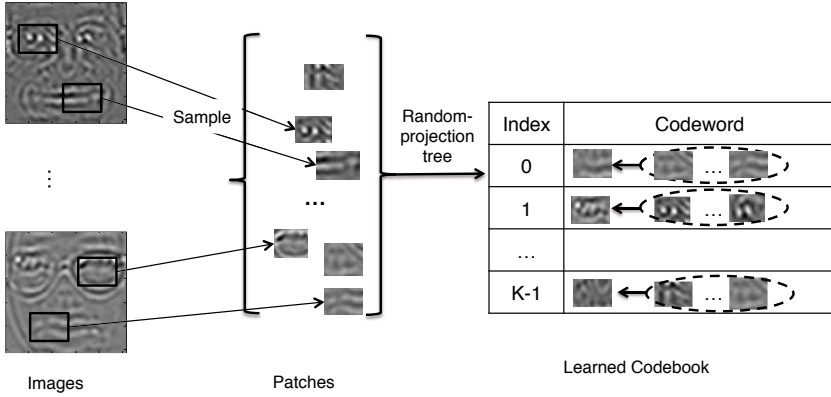 Sample
...
...
Random-
projection
tree
Index
Codeword
0
...
1
...
...
K-1
...
Images
Patches
Learned Codebook